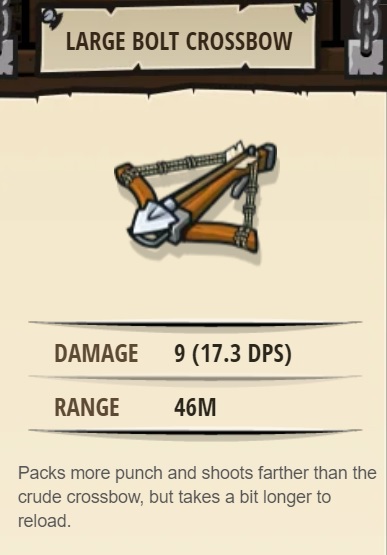 LARGE BOLT CROSSBOW
DAMAGE 9 (17.3 DPS)
RANGE 46M
Packs more punch and shoots farther than the
crude crossbow, but takes a bit longer to
reload.